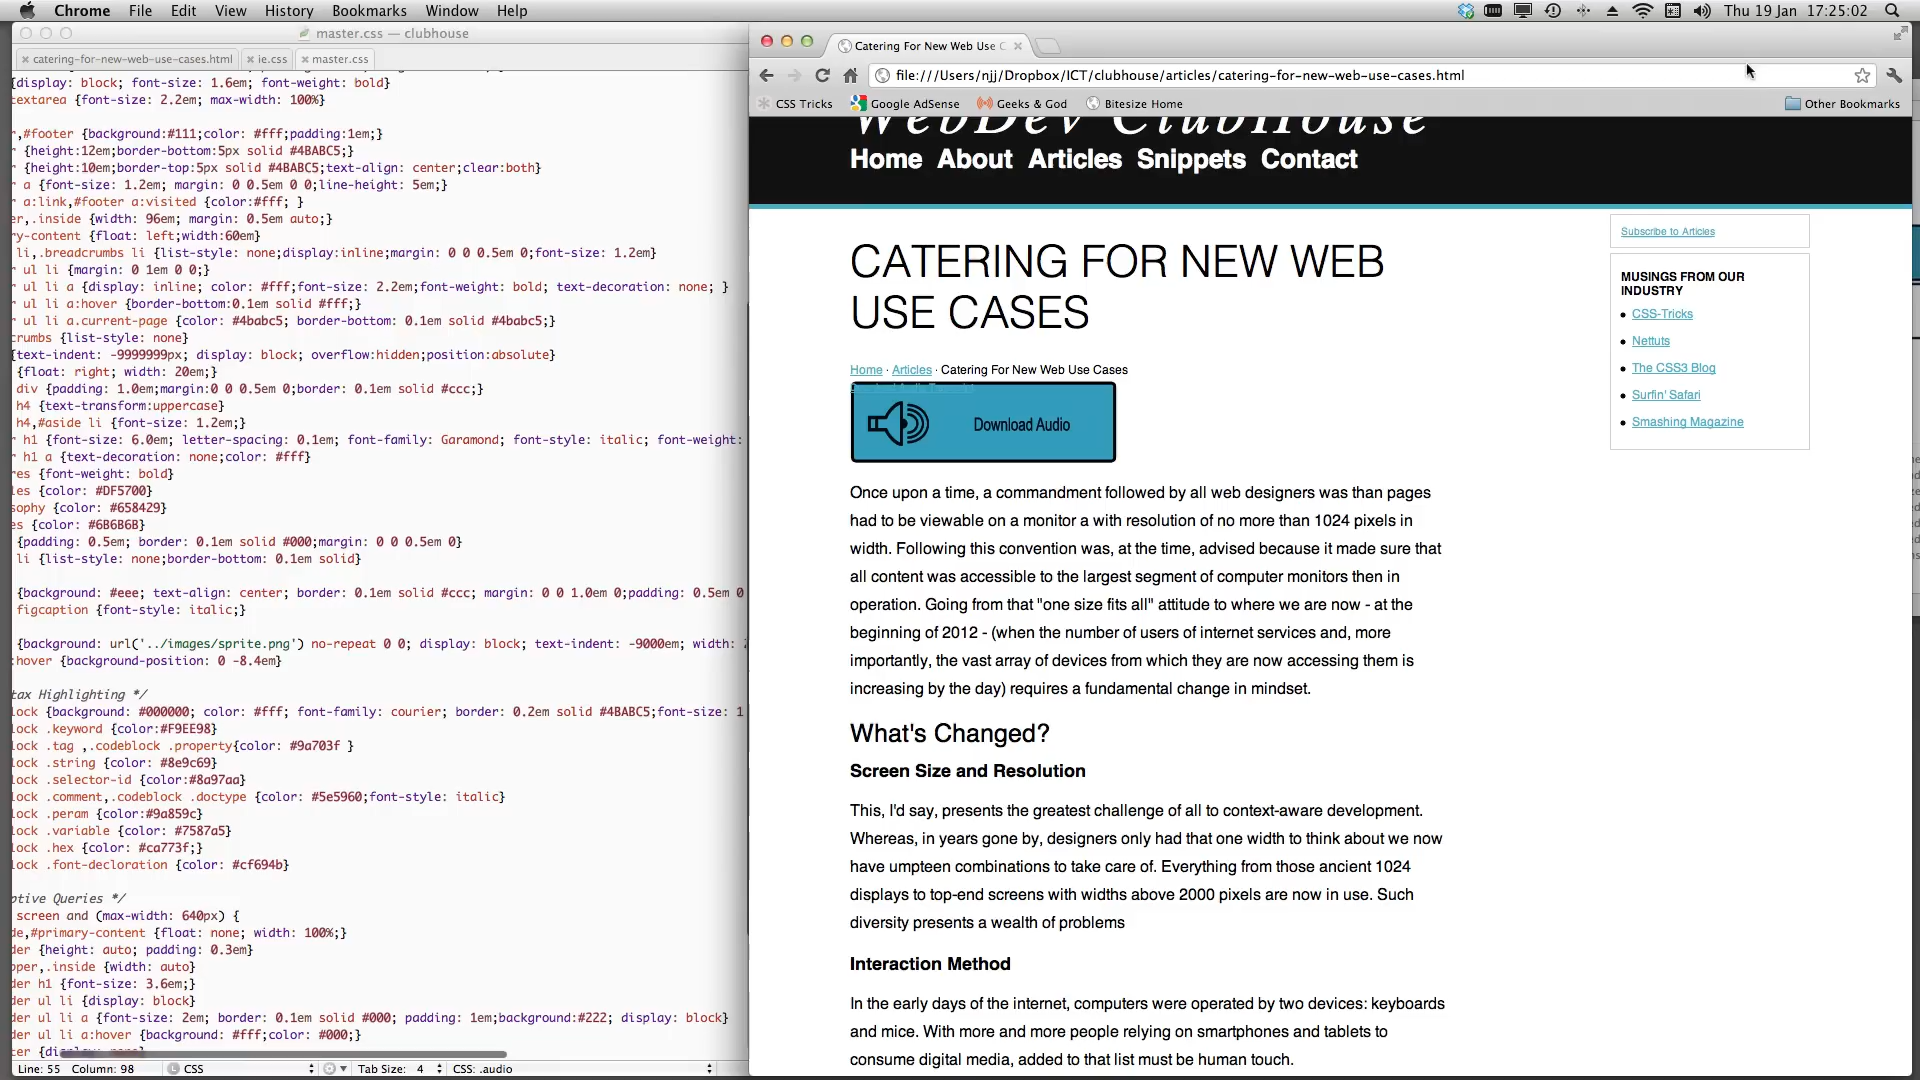 Chrome File Edit View History Bookmarks Window Help
Thu 19 Jan 17:25:02
master.css — clubhouse
catering-for-new-web-use-cases.html
ie.css
master.css
{display: block; font-size: 1.6em; font-weight: bold}
textarea {font-size: 2.2em; max-width: 100%}
r,#footer {background:#111;color: #fff;padding:1em;}
r {height:12em;border-bottom:5px solid #4BABC5;}
r {height:10em;border-top:5px solid #4BABC5;text-align: center;clear:both}
r a {font-size: 1.2em; margin: 0 0.5em 0 0;line-height: 5em;}
r a:link,#footer a:visited {color:#fff; }
er,.inside {width: 96em; margin: 0.5em auto;}
ry-content {float: left;width:60em}
li,.breadcrumbs li {list-style: none;display:inline;margin: 0 0 0.5em 0;font-size: 1.2em}
r ul li {margin: 0 1em 0 0;}
r ul li a {display: inline; color: #fff;font-size: 2.2em;font-weight: bold; text-decoration: none; }
r ul li a:hover {border-bottom:0.1em solid #fff;}
r ul li a.current-page {color: #4babc5; border-bottom: 0.1em solid #4babc5;}
crumbs {list-style: none}
{text-indent: -9999999px; display: block; overflow:hidden;position:absolute}
{float: right; width: 20em;}
div {padding: 1.0em;margin:0 0 0.5em 0;border: 0.1em solid #ccc;}
h4 {text-transform:uppercase}
h4,#aside li {font-size: 1.2em;}
r h1 {font-size: 6.0em; letter-spacing: 0.1em; font-family: Garamond; font-style: italic; font-weight:
r h1 a {text-decoration: none;color: #fff}
res {font-weight: bold}
les {color: #DF5700}
sophy {color: #658429}
es {color: #6B6B6B}
{padding: 0.5em; border: 0.1em solid #000;margin: 0 0 0.5em 0}
li {list-style: none;border-bottom: 0.1em solid}
{background: #eee; text-align: center; border: 0.1em solid #ccc; margin: 0 0 1.0em 0;padding: 0.5em 0
figcaption {font-style: italic;}
{background: url('../images/sprite.png') no-repeat 0 0; display: block; text-indent: -9000em; width: 2
:hover {background-position: 0 -8.4em}
tax Highlighting */
lock {background: #000000; color: #fff; font-family: courier; border: 0.2em solid #4BABC5;font-size: 1
lock .keyword {color:#F9EE98}
lock .tag ,.codeblock .property{color: #9a703f }
lock .string {color: #8e9c69}
lock .selector-id {color:#8a97aa}
lock .comment,.codeblock .doctype {color: #5e5960;font-style: italic}
lock .peram {color:#9a859c}
lock .variable {color: #7587a5}
lock .hex {color: #ca773f;}
lock .font-decloration {color: #cf694b}
ptive Queries */
screen and (max-width: 640px) {
de,#primary-content {float: none; width: 100%;}
der {height: auto; padding: 0.3em}
pper,.inside {width: auto}
der h1 {font-size: 3.6em;}
der ul li {display: block}
der ul li a {font-size: 2em; border: 0.1em solid #000; padding: 1em;background:#222; display: block}
der ul li a:hover {background: #fff;color: #000;}
Line: 55 Column: 98
CSS
Tab Size: 4
CSS: .audio
Catering For New Web Use C
file:///Users/njj/Dropbox/ICT/clubhouse/articles/catering-for-new-web-use-cases.html
CSS Tricks
Google AdSense
Geeks & God
Bitesize Home
Other Bookmarks
WebDev ClubHouse
Home About Articles Snippets Contact
CATERING FOR NEW WEB
USE CASES
Home · Articles · Catering For New Web Use Cases
Download Audio
Once upon a time, a commandment followed by all web designers was than pages
had to be viewable on a monitor a with resolution of no more than 1024 pixels in
width. Following this convention was, at the time, advised because it made sure that
all content was accessible to the largest segment of computer monitors then in
operation. Going from that "one size fits all" attitude to where we are now - at the
beginning of 2012 - (when the number of users of internet services and, more
importantly, the vast array of devices from which they are now accessing them is
increasing by the day) requires a fundamental change in mindset.
What's Changed?
Screen Size and Resolution
This, I'd say, presents the greatest challenge of all to context-aware development.
Whereas, in years gone by, designers only had that one width to think about we now
have umpteen combinations to take care of. Everything from those ancient 1024
displays to top-end screens with widths above 2000 pixels are now in use. Such
diversity presents a wealth of problems
Interaction Method
In the early days of the internet, computers were operated by two devices: keyboards
and mice. With more and more people relying on smartphones and tablets to
consume digital media, added to that list must be human touch.
Subscribe to Articles
MUSINGS FROM OUR
INDUSTRY
CSS-Tricks
Nettuts
The CSS3 Blog
Surfin' Safari
Smashing Magazine